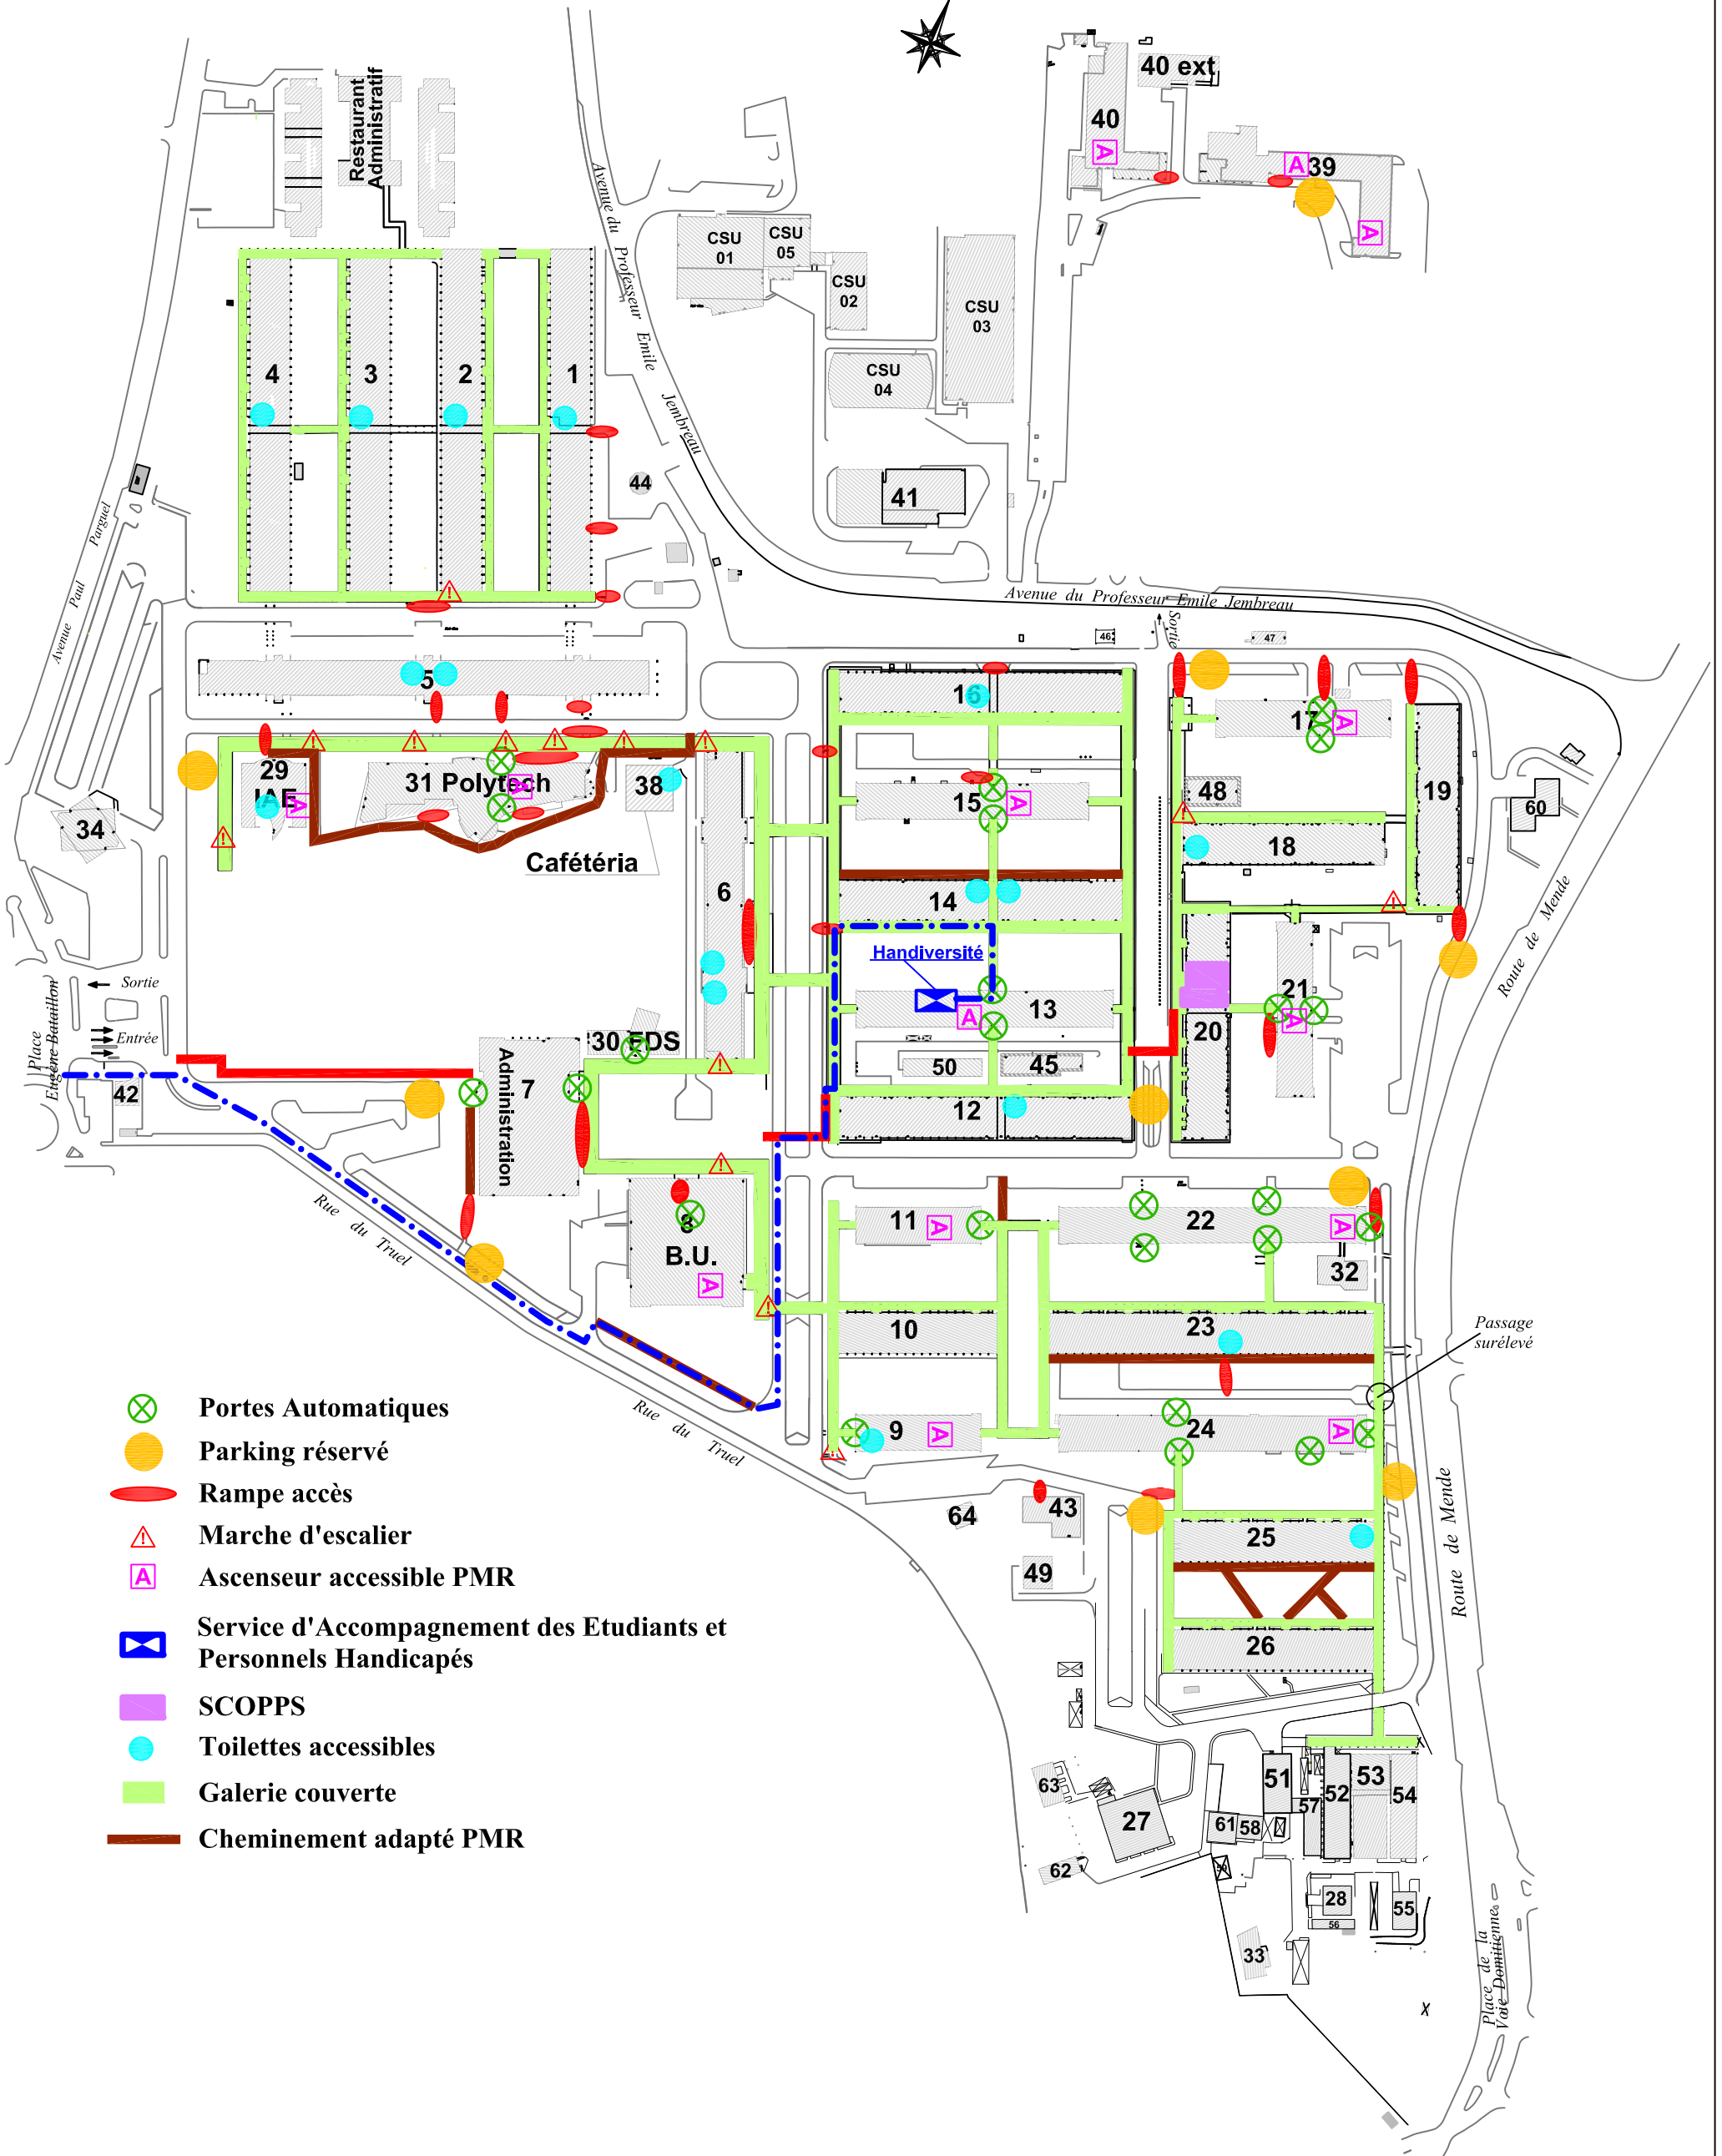 40 ext
Restaurant
Administratif
40
A
A
39
A
Avenue du Professeur Emile
Jembreau
CSU
01
CSU
05
CSU
02
CSU
03
CSU
04
4
3
2
1
44
41
Avenue Paul
Parguel
Avenue du Professeur Emile Jembreau
Sortie
46
47
5
16
17
A
29
IAE
A
31 Polytech
A
38
15
A
48
19
60
34
Cafétéria
18
6
14
Handiversité
Route de Mende
Sortie
Entrée
Place
Eugène Bataillon
13
A
21
A
20
30 FDS
50
45
42
7
Administration
12
Rue du Truel
11
A
22
A
8
B.U.
A
32
10
23
Passage
surélevé
Rue du Truel
9
A
24
A
64
43
25
49
Route de Mende
26
Portes Automatiques
Parking réservé
Rampe accès
Marche d'escalier
A
Ascenseur accessible PMR
Service d'Accompagnement des Etudiants et
Personnels Handicapés
SCOPPS
Toilettes accessibles
Galerie couverte
Cheminement adapté PMR
63
27
51
52
53
54
57
61
58
62
28
56
55
33
Place de la
Voie Domitienne